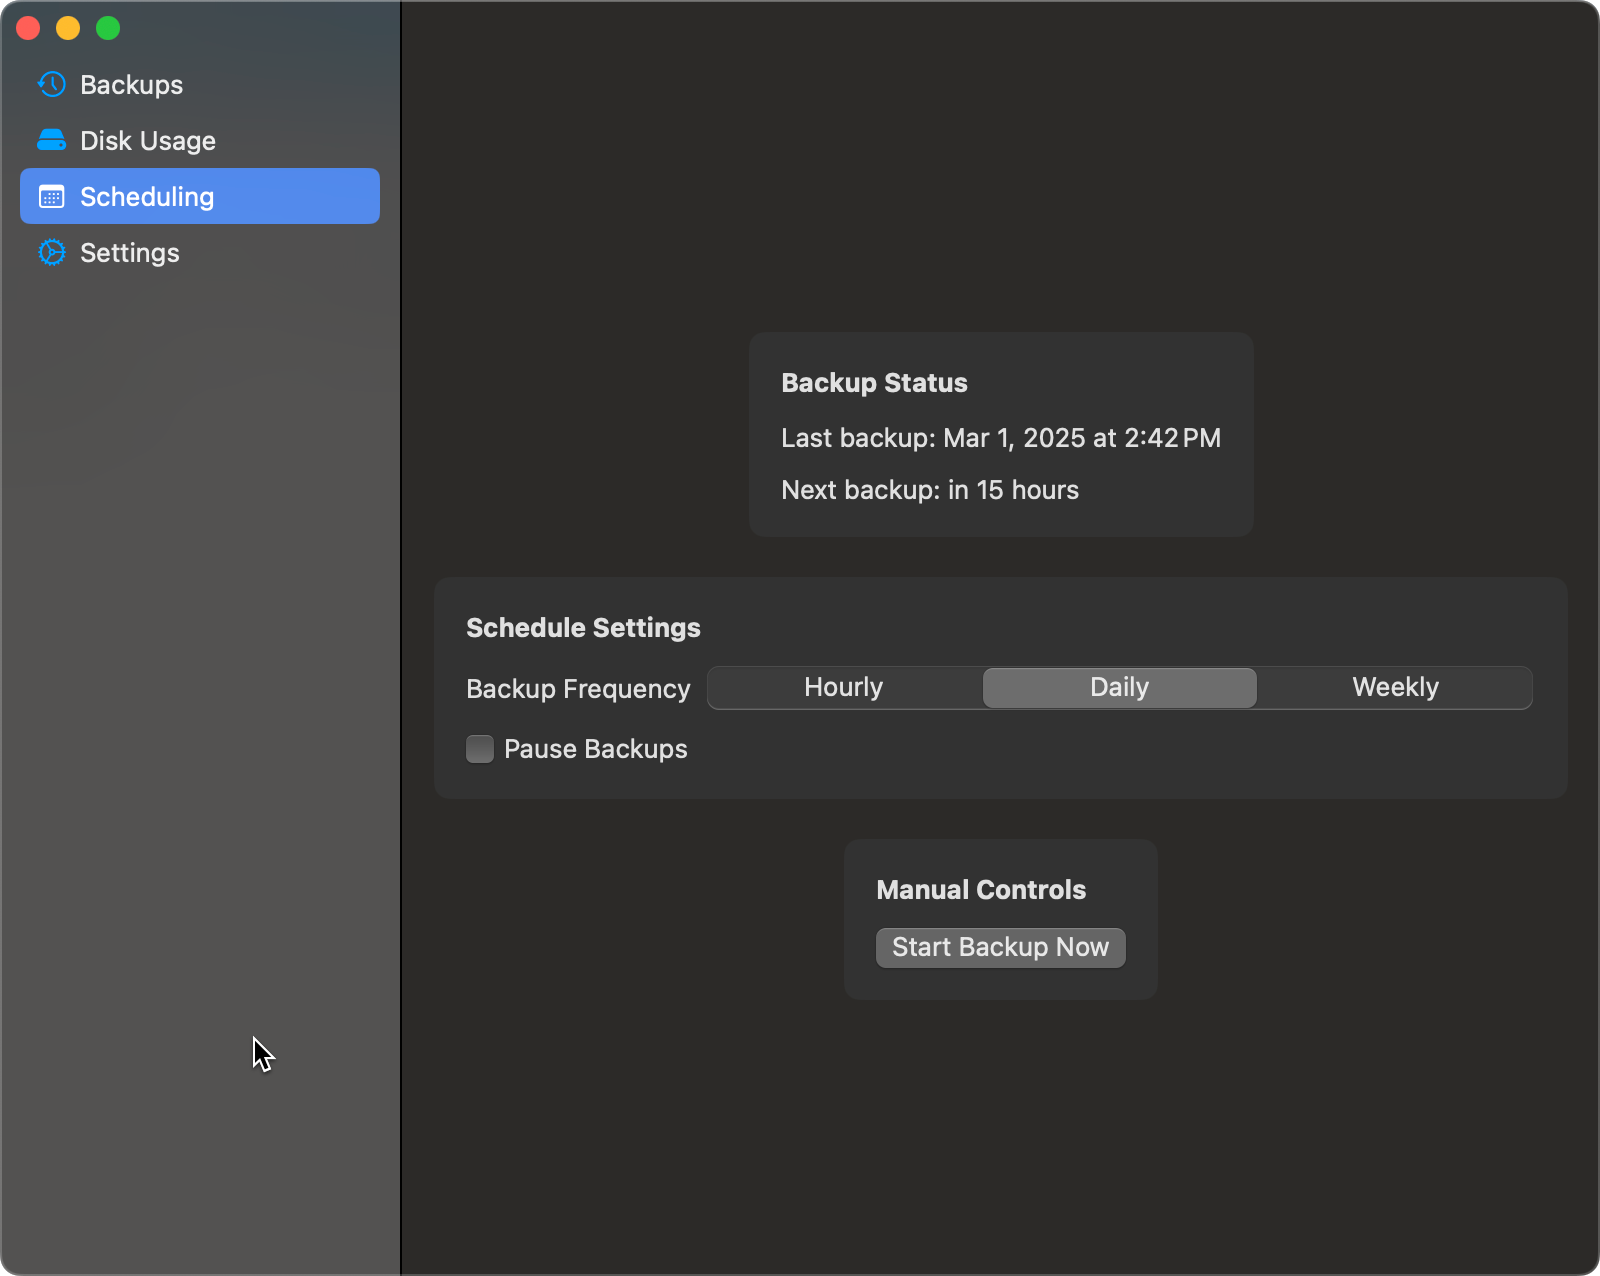 Backups
Disk Usage
Scheduling
Settings
Backup Status
Last backup: Mar 1, 2025 at 2:42 PM
Next backup: in 15 hours
Schedule Settings
Backup Frequency Hourly Daily Weekly
Pause Backups
Manual Controls
Start Backup Now